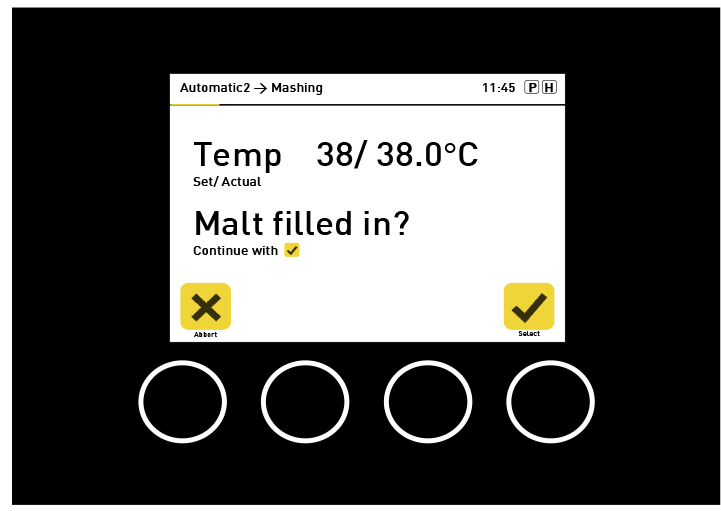 Automatic2 → Mashing 11:45 P H
Temp 38/ 38.0°C
Set/ Actual
Malt filled in?
Continue with
Abbort Select